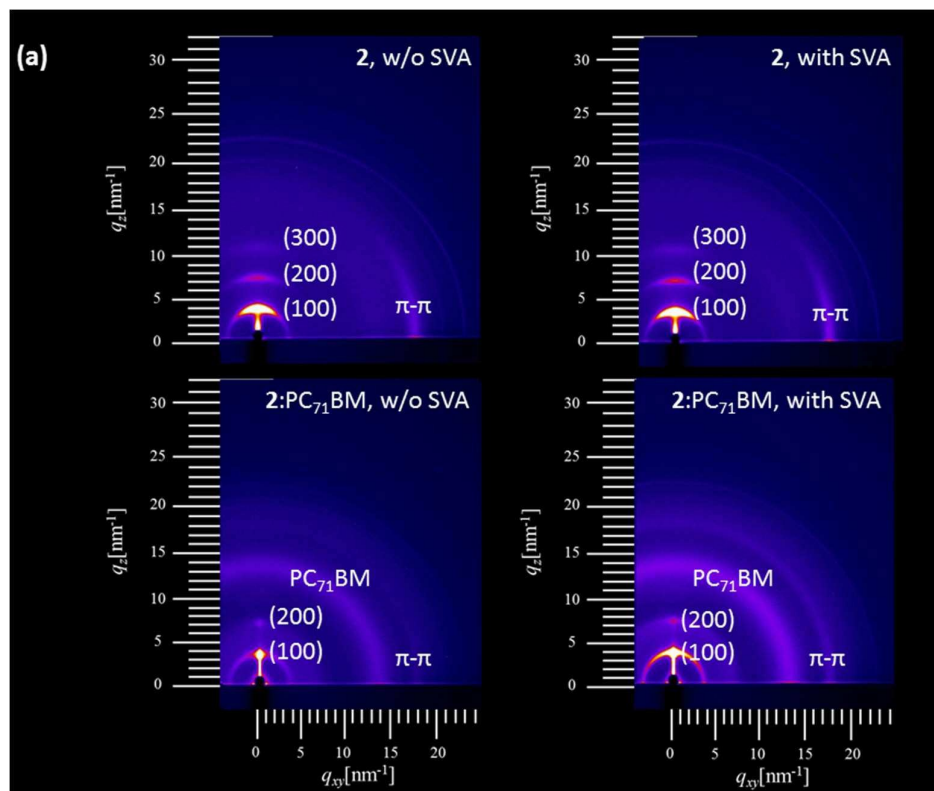 (a)
2, w/o SVA
30
25
20
15
10
5
0
qz[nm-1]
(300)
(200)
(100)
π-π
2, with SVA
30
25
20
15
10
5
0
qz[nm-1]
(300)
(200)
(100)
π-π
2:PC71BM, w/o SVA
30
25
20
15
10
5
0
qz[nm-1]
PC71BM
(200)
(100)
π-π
0 5 10 15 20
qxy[nm-1]
2:PC71BM, with SVA
30
25
20
15
10
5
0
qz[nm-1]
PC71BM
(200)
(100)
π-π
0 5 10 15 20
qxy[nm-1]